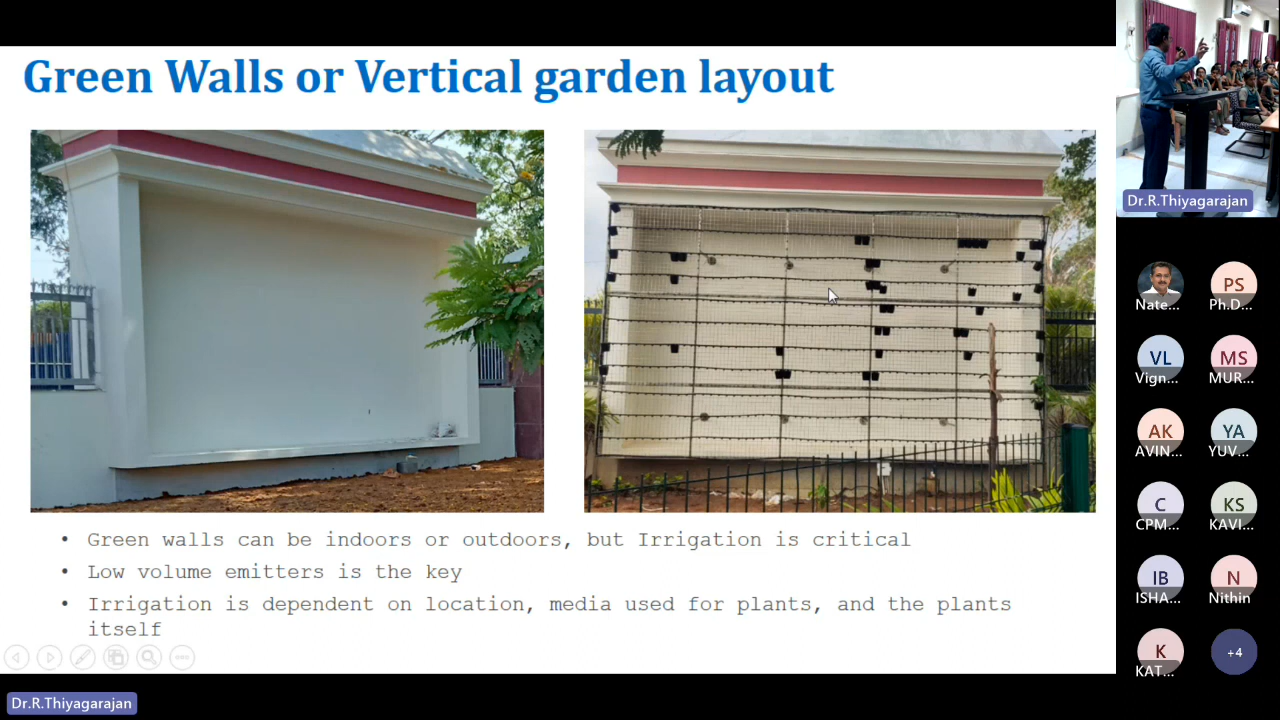 Green Walls or Vertical garden layout
• Green walls can be indoors or outdoors, but Irrigation is critical
• Low volume emitters is the key
• Irrigation is dependent on location, media used for plants, and the plants
itself
Dr.R.Thiyagarajan
Dr.R.Thiyagarajan
Nate...
PS
Ph.D...
VL
Vign...
MS
MUR...
AK
AVIN...
YA
YUV...
C
CPM...
KS
KAVI...
IB
ISHA...
N
Nithin
K
KAT...
+4